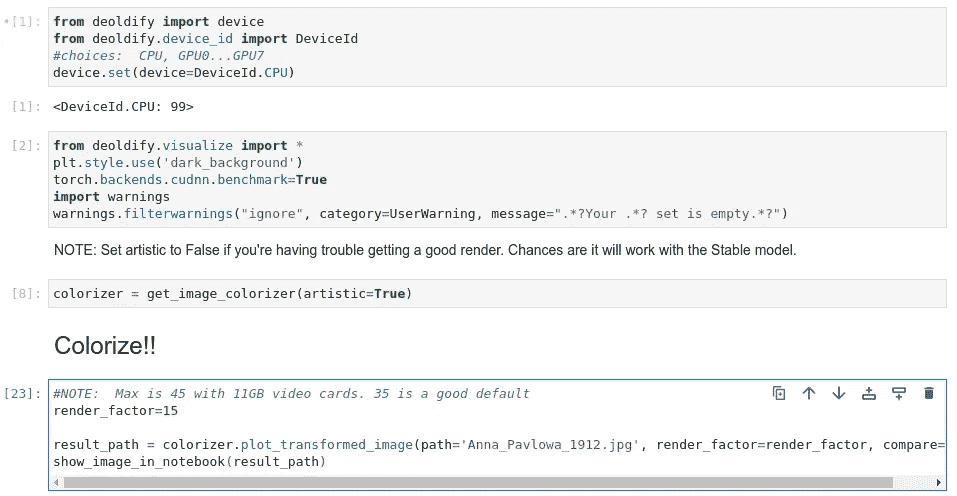 [1]: from deoldify import device
from deoldify.device_id import DeviceId
#choices:  CPU, GPU0...GPU7
device.set(device=DeviceId.CPU)
[1]: <DeviceId.CPU: 99>
[2]: from deoldify.visualize import *
plt.style.use('dark_background')
torch.backends.cudnn.benchmark=True
import warnings
warnings.filterwarnings("ignore", category=UserWarning, message=".*?Your .*? set is empty.*?")
NOTE: Set artistic to False if you're having trouble getting a good render. Chances are it will work with the Stable model.
[8]: colorizer = get_image_colorizer(artistic=True)
Colorize!!
[23]: #NOTE:  Max is 45 with 11GB video cards. 35 is a good default
render_factor=15
result_path = colorizer.plot_transformed_image(path='Anna_Pavlowa_1912.jpg', render_factor=render_factor, compare=
show_image_in_notebook(result_path)